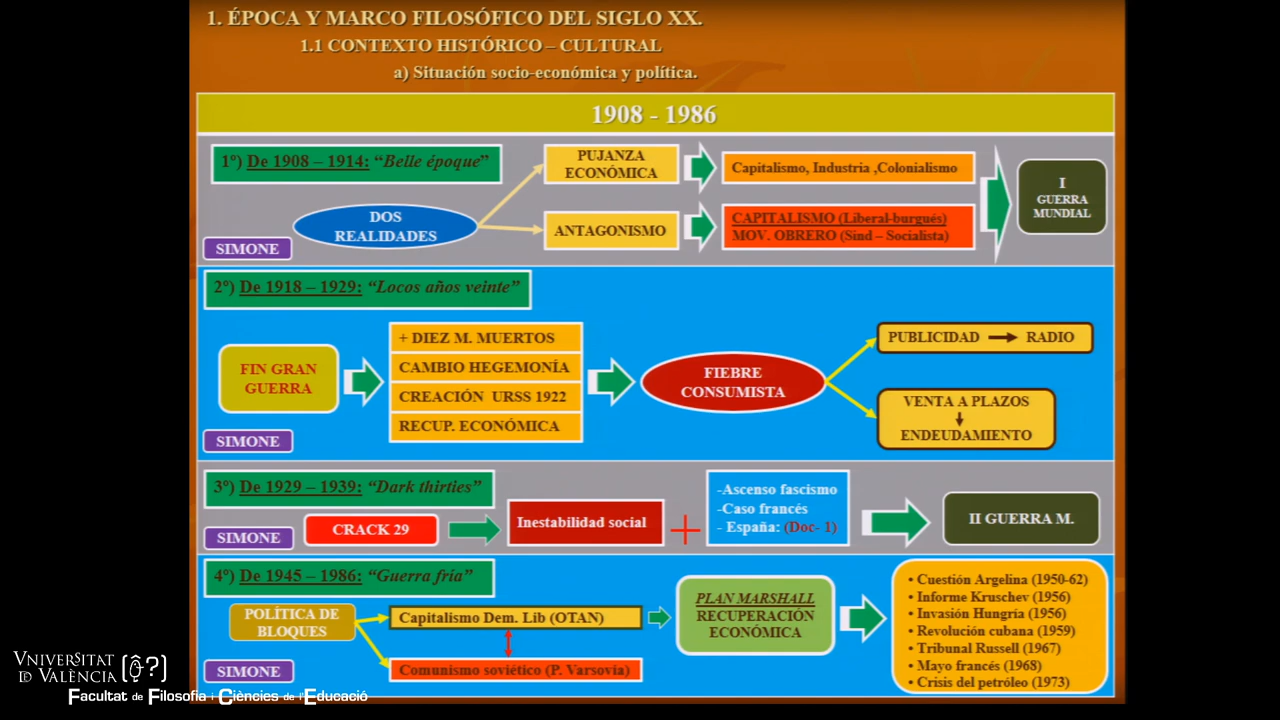 1. ÉPOCA Y MARCO FILOSÓFICO DEL SIGLO XX.
1.1 CONTEXTO HISTÓRICO – CULTURAL
a) Situación socio-económica y política.
1908 - 1986
1º) De 1908 – 1914: “Belle époque”
DOS
REALIDADES
SIMONE
PUJANZA
ECONÓMICA
ANTAGONISMO
Capitalismo, Industria ,Colonialismo
CAPITALISMO (Liberal-burgués)
MOV. OBRERO (Sind – Socialista)
I
GUERRA
MUNDIAL
2º) De 1918 – 1929: “Locos años veinte”
FIN GRAN
GUERRA
SIMONE
+ DIEZ M. MUERTOS
CAMBIO HEGEMONÍA
CREACIÓN URSS 1922
RECUP. ECONÓMICA
FIEBRE
CONSUMISTA
PUBLICIDAD → RADIO
VENTA A PLAZOS
↓
ENDEUDAMIENTO
3º) De 1929 – 1939: “Dark thirties”
SIMONE
CRACK 29
Inestabilidad social
+
-Ascenso fascismo
-Caso francés
- España: (Doc- 1)
II GUERRA M.
4º) De 1945 – 1986: “Guerra fría”
POLÍTICA DE
BLOQUES
SIMONE
Capitalismo Dem. Lib (OTAN)
Comunismo soviético (P. Varsovia)
PLAN MARSHALL
RECUPERACIÓN
ECONÓMICA
• Cuestión Argelina (1950-62)
• Informe Kruschev (1956)
• Invasión Hungría (1956)
• Revolución cubana (1959)
• Tribunal Russell (1967)
• Mayo francés (1968)
• Crisis del petróleo (1973)
VNIVERSITAT
DE VALÈNCIA (Ô?)
Facultat de Filosofia i Ciències de l'Educació